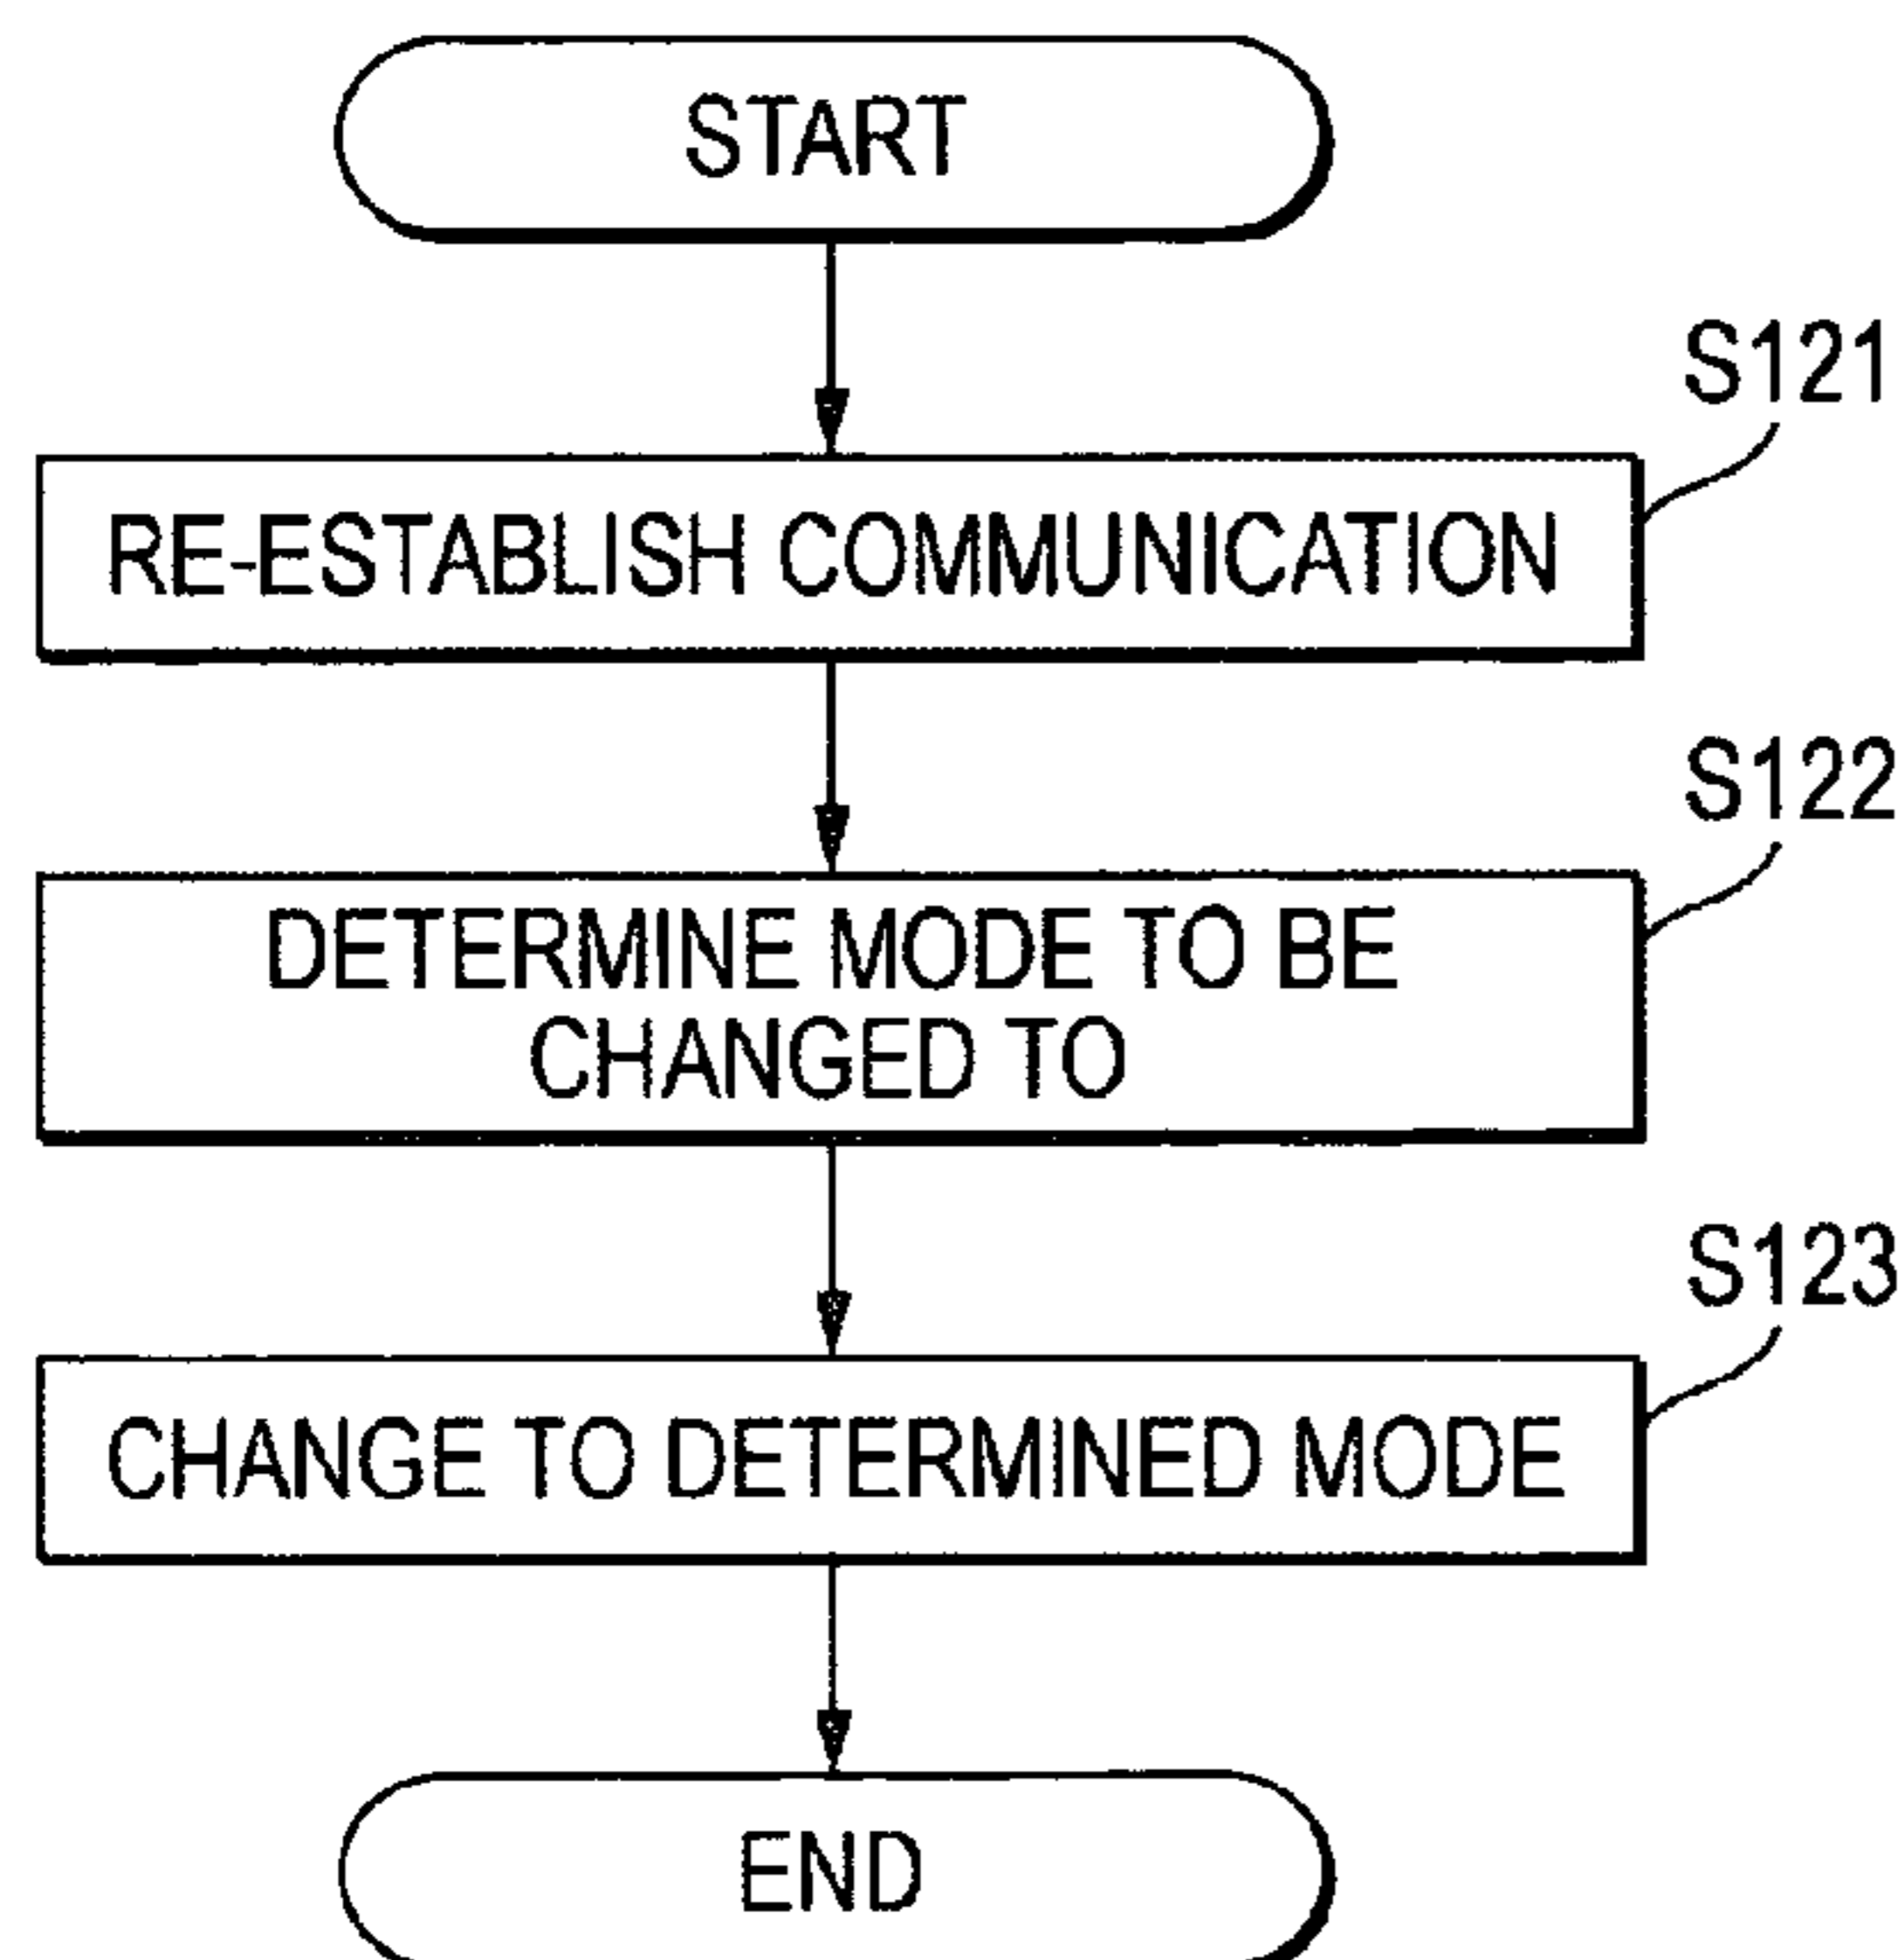 START
S121
RE-ESTABLISH COMMUNICATION
S122
DETERMINE MODE TO BE
CHANGED TO
S123
CHANGE TO DETERMINED MODE
END